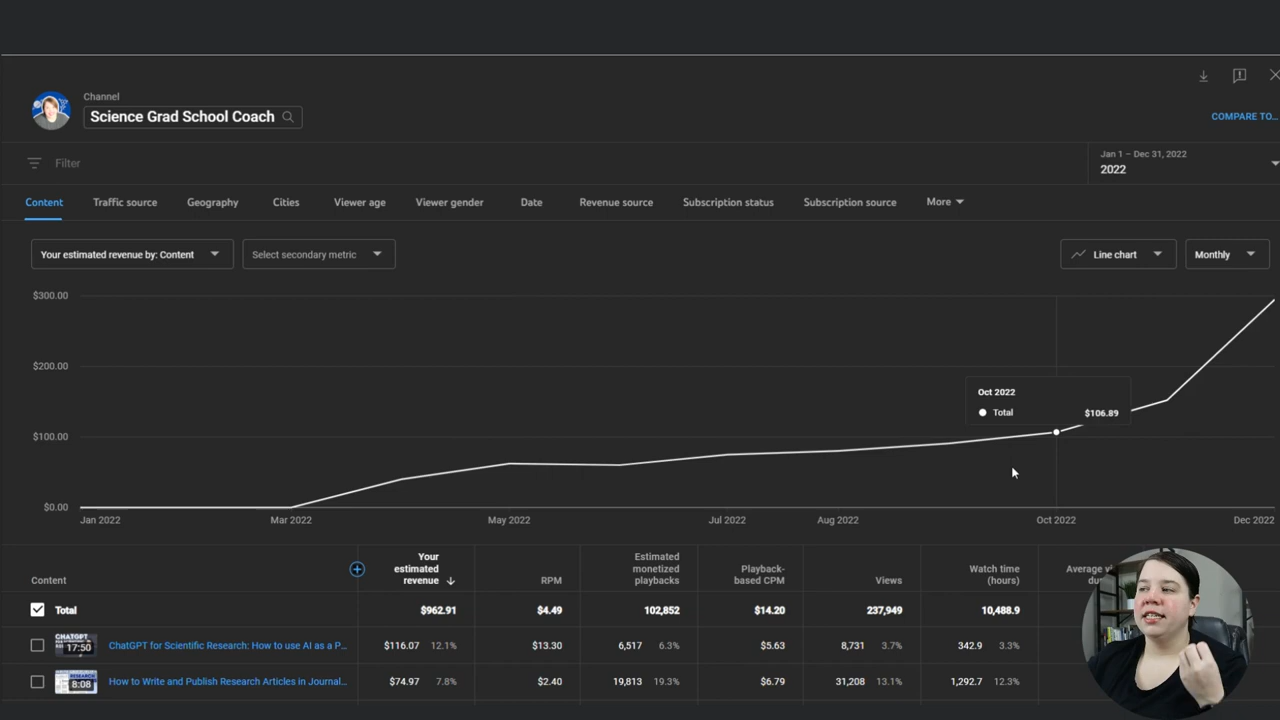 Channel
Science Grad School Coach
COMPARE TO...
Filter
Jan 1 – Dec 31, 2022
2022
Content Traffic source Geography Cities Viewer age Viewer gender Date Revenue source Subscription status Subscription source More
Your estimated revenue by: Content Select secondary metric Line chart Monthly
$300.00
$200.00
Oct 2022
Total $106.89
$100.00
$0.00
Jan 2022 Mar 2022 May 2022 Jul 2022 Aug 2022 Oct 2022 Dec 2022
Content
Your
estimated
revenue
RPM
Estimated
monetized
playbacks
Playback-
based CPM
Views
Watch time
(hours)
Average
Total $962.91 $4.49 102,852 $14.20 237,949 10,488.9
CHATGPT
17:50
ChatGPT for Scientific Research: How to use AI as a P... $116.07 12.1% $13.30 6,517 6.3% $5.63 8,731 3.7% 342.9 3.3%
RESEARCH
8:08
How to Write and Publish Research Articles in Journal... $74.97 7.8% $2.40 19,813 19.3% $6.79 31,208 13.1% 1,292.7 12.3%